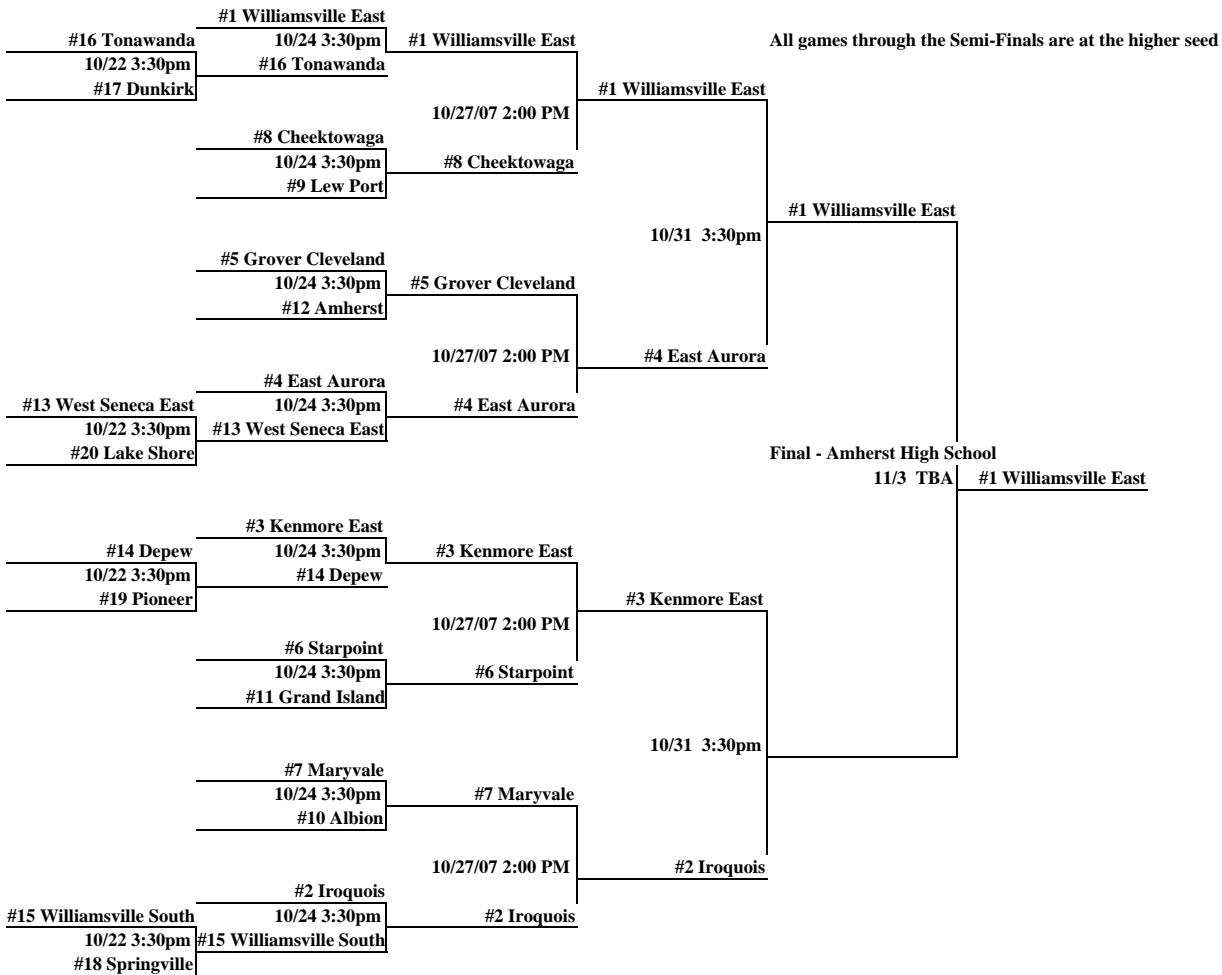 #1 Williamsville East
#16 Tonawanda 10/24 3:30pm #1 Williamsville East All games through the Semi-Finals are at the higher seed
10/22 3:30pm #16 Tonawanda
#17 Dunkirk #1 Williamsville East
10/27/07 2:00 PM
#8 Cheektowaga
10/24 3:30pm #8 Cheektowaga
#9 Lew Port
#1 Williamsville East
10/31 3:30pm
#5 Grover Cleveland
10/24 3:30pm #5 Grover Cleveland
#12 Amherst
10/27/07 2:00 PM #4 East Aurora
#4 East Aurora
#13 West Seneca East 10/24 3:30pm #4 East Aurora
10/22 3:30pm #13 West Seneca East
#20 Lake Shore Final - Amherst High School
11/3 TBA #1 Williamsville East
#3 Kenmore East
#14 Depew 10/24 3:30pm #3 Kenmore East
10/22 3:30pm #14 Depew
#19 Pioneer #3 Kenmore East
10/27/07 2:00 PM
#6 Starpoint
10/24 3:30pm #6 Starpoint
#11 Grand Island
10/31 3:30pm
#7 Maryvale
10/24 3:30pm #7 Maryvale
#10 Albion
10/27/07 2:00 PM #2 Iroquois
#2 Iroquois
#15 Williamsville South 10/24 3:30pm #2 Iroquois
10/22 3:30pm #15 Williamsville South
#18 Springville